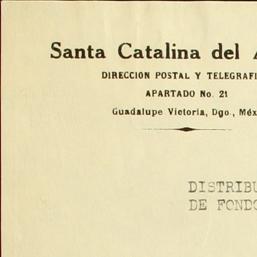 Santa Catalina del
DIRECCION POSTAL Y TELEGRAFI
APARTADO No. 21
Guadalupe Victoria, Dgo., Méx
DISTRIBU
DE FONDO